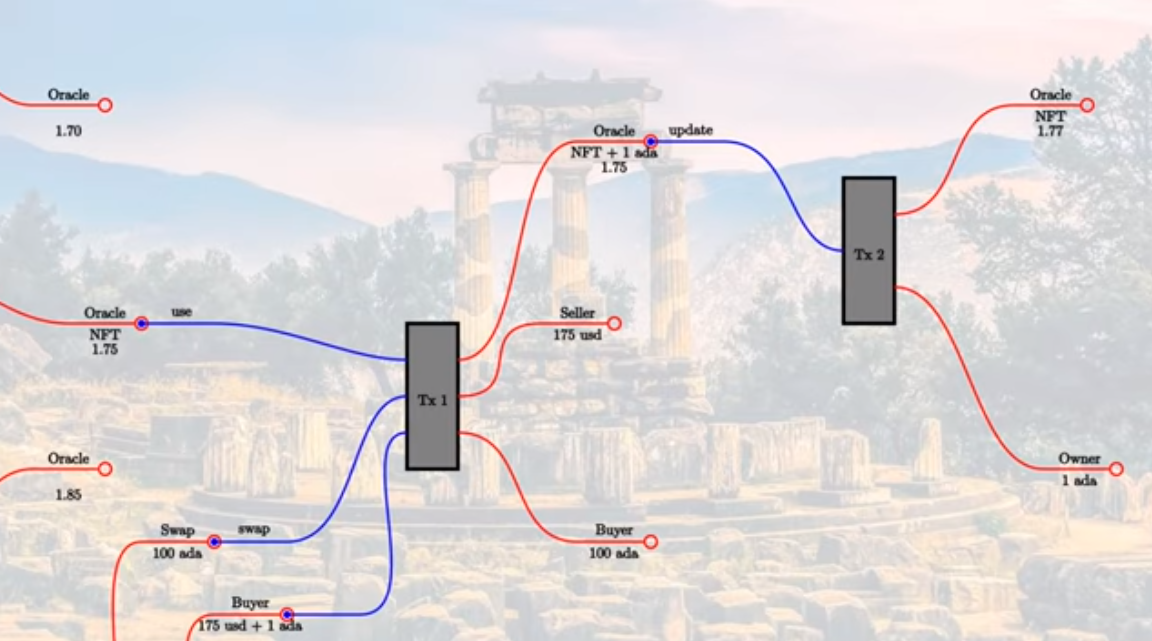 Oracle
1.70
Oracle
NFT
1.75
use
Oracle
1.85
Swap
100 ada
swap
Buyer
175 usd + 1 ada
Tx 1
Oracle
NFT + 1 ada
1.75
update
Seller
175 usd
Buyer
100 ada
Tx 2
Oracle
NFT
1.77
Owner
1 ada